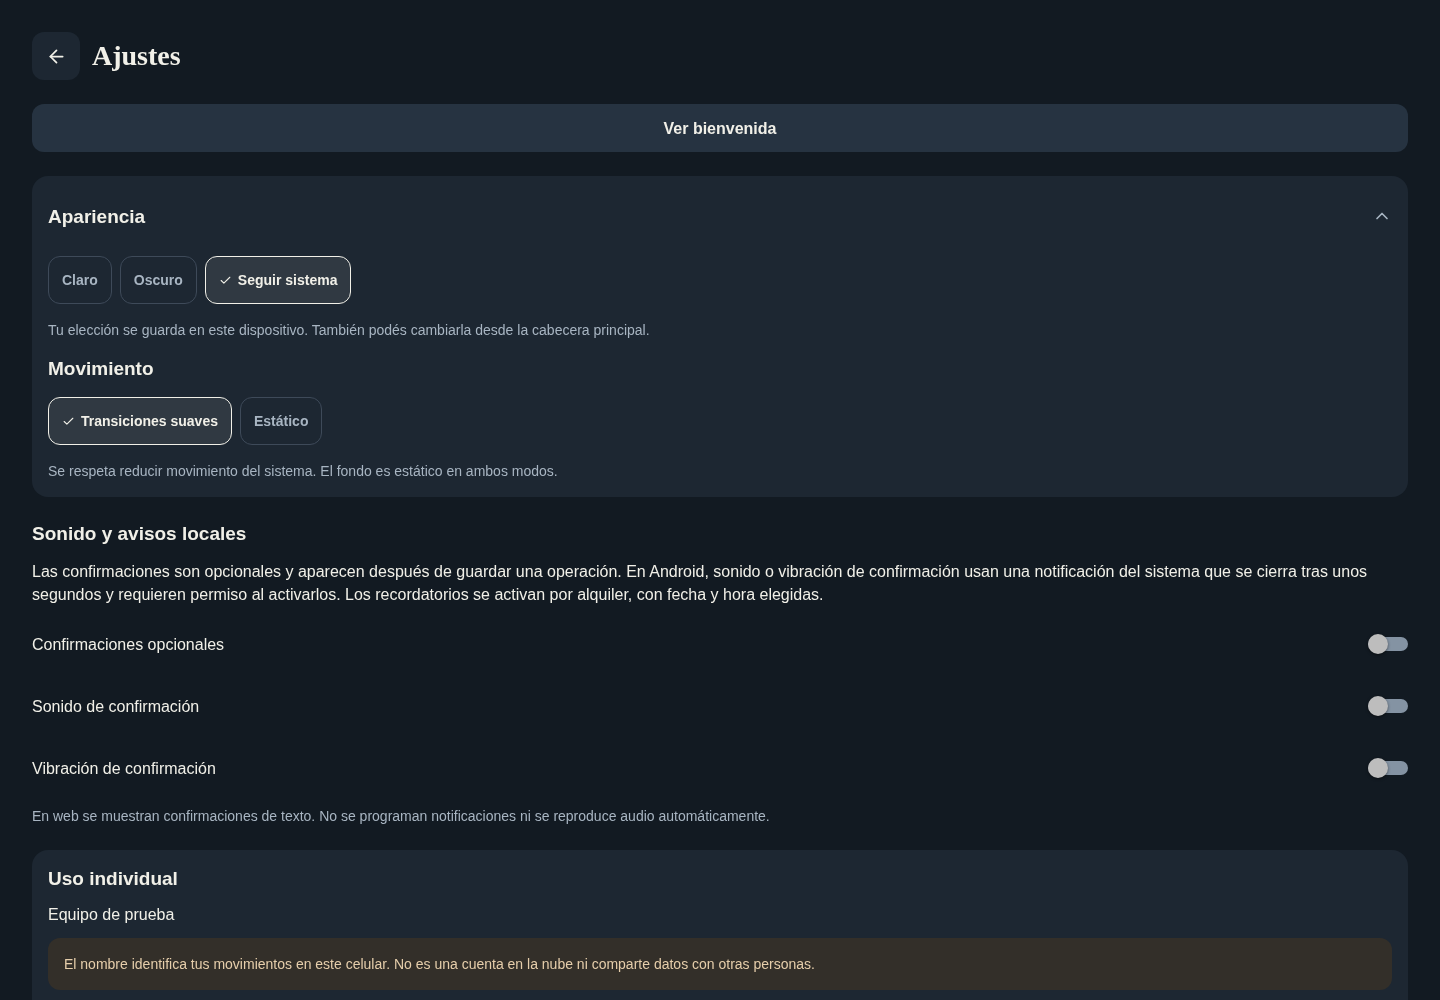 Ajustes
Ver bienvenida
Apariencia
Claro
Oscuro
Seguir sistema
Tu elección se guarda en este dispositivo. También podés cambiarla desde la cabecera principal.
Movimiento
Transiciones suaves
Estático
Se respeta reducir movimiento del sistema. El fondo es estático en ambos modos.
Sonido y avisos locales
Las confirmaciones son opcionales y aparecen después de guardar una operación. En Android, sonido o vibración de confirmación usan una notificación del sistema que se cierra tras unos
segundos y requieren permiso al activarlos. Los recordatorios se activan por alquiler, con fecha y hora elegidas.
Confirmaciones opcionales
Sonido de confirmación
Vibración de confirmación
En web se muestran confirmaciones de texto. No se programan notificaciones ni se reproduce audio automáticamente.
Uso individual
Equipo de prueba
El nombre identifica tus movimientos en este celular. No es una cuenta en la nube ni comparte datos con otras personas.